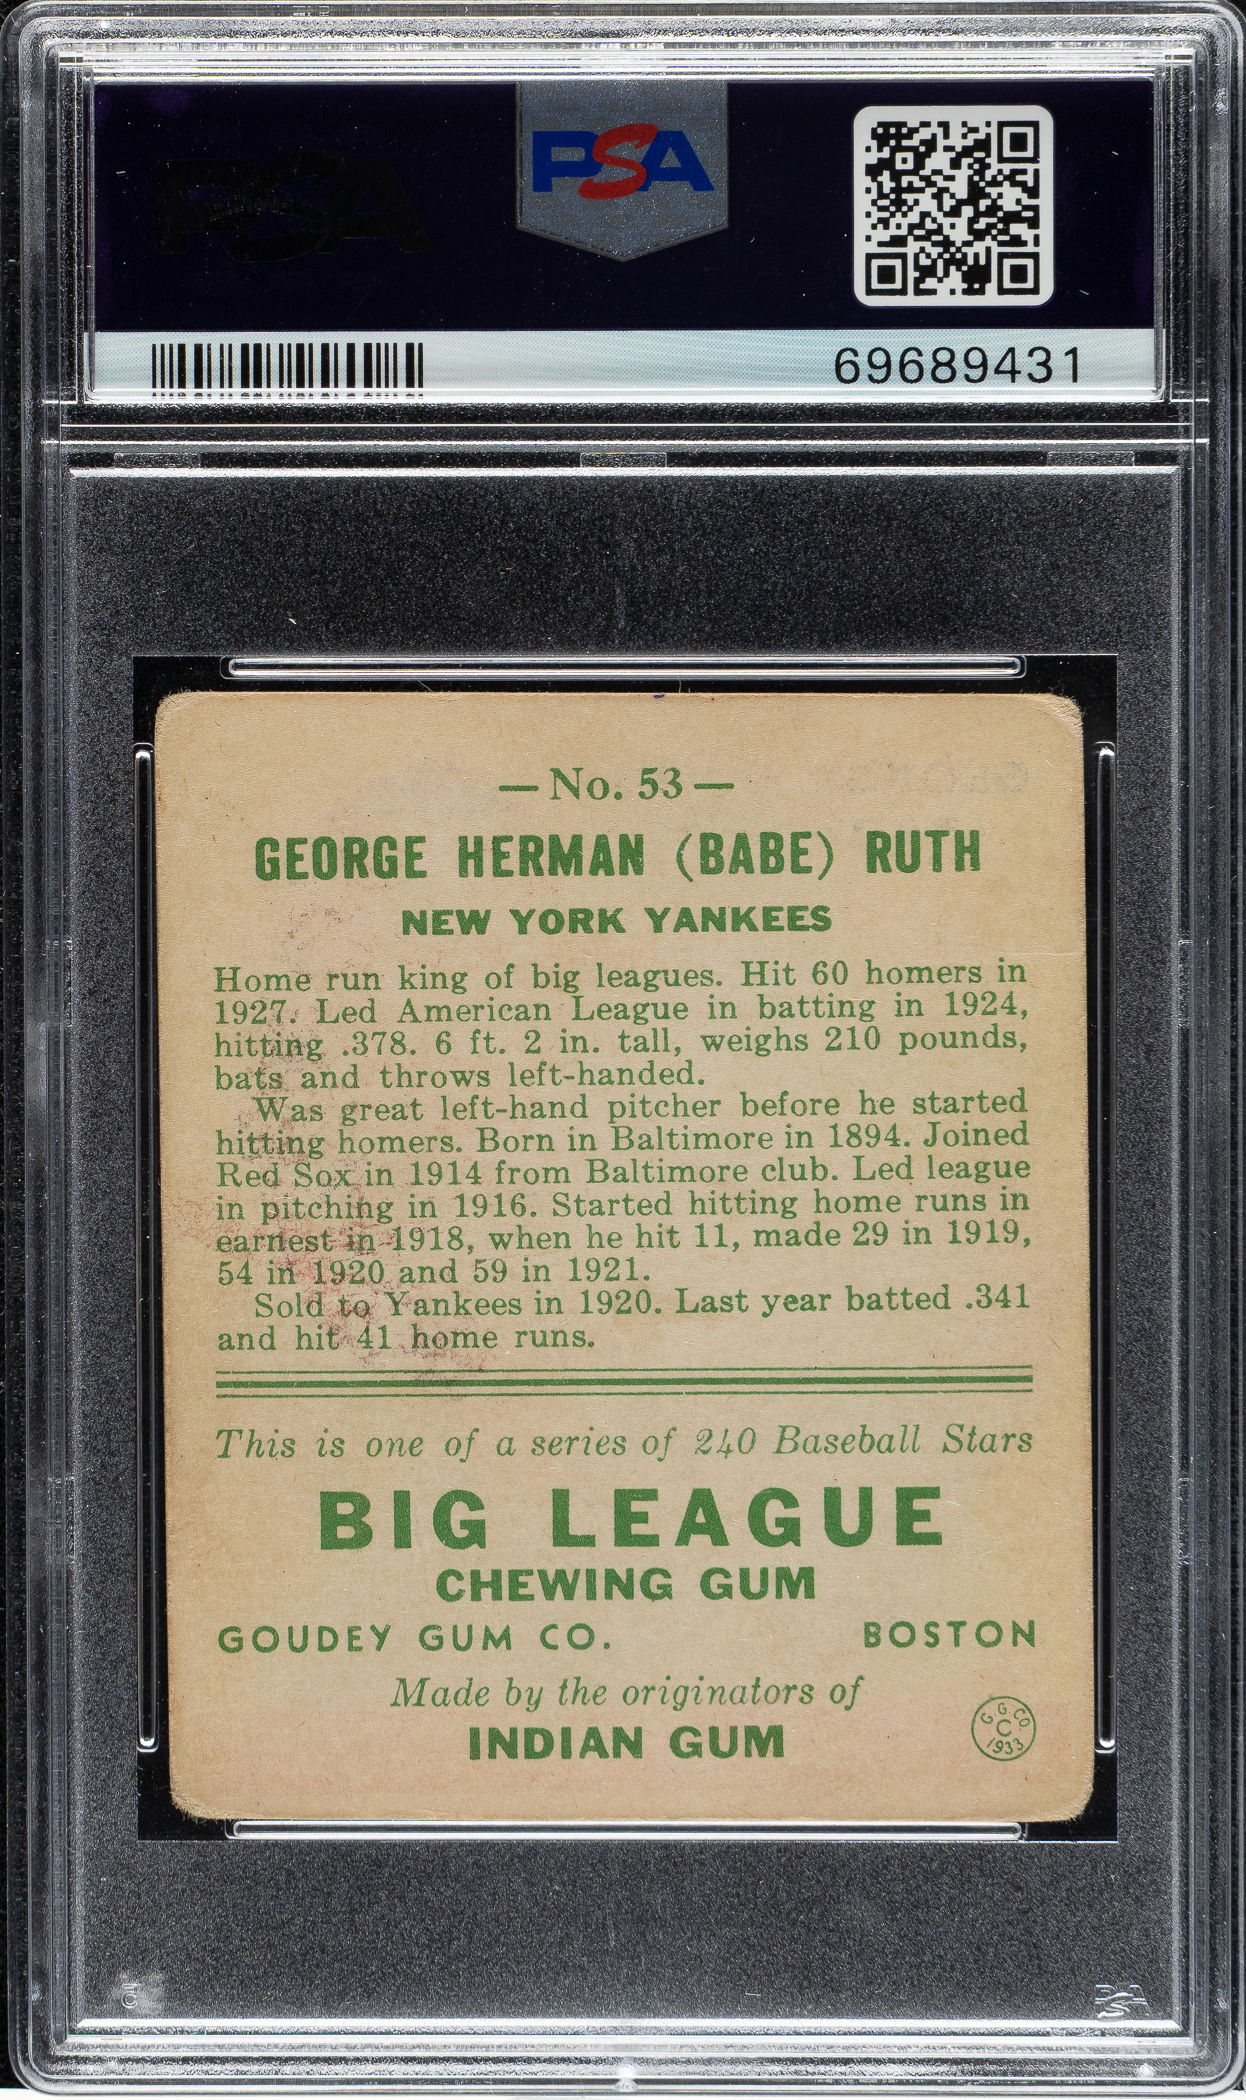 PSA
PSA
69689431
— No. 53 —
GEORGE HERMAN (BABE) RUTH
NEW YORK YANKEES
Home run king of big leagues. Hit 60 homers in
1927. Led American League in batting in 1924,
hitting .378. 6 ft. 2 in. tall, weighs 210 pounds,
bats and throws left-handed.
Was great left-hand pitcher before he started
hitting homers. Born in Baltimore in 1894. Joined
Red Sox in 1914 from Baltimore club. Led league
in pitching in 1916. Started hitting home runs in
earnest in 1918, when he hit 11, made 29 in 1919,
54 in 1920 and 59 in 1921.
Sold to Yankees in 1920. Last year batted .341
and hit 41 home runs.
This is one of a series of 240 Baseball Stars
BIG LEAGUE
CHEWING GUM
GOUDEY GUM CO. BOSTON
Made by the originators of
INDIAN GUM
G. G. CO.
C
1933
PSA